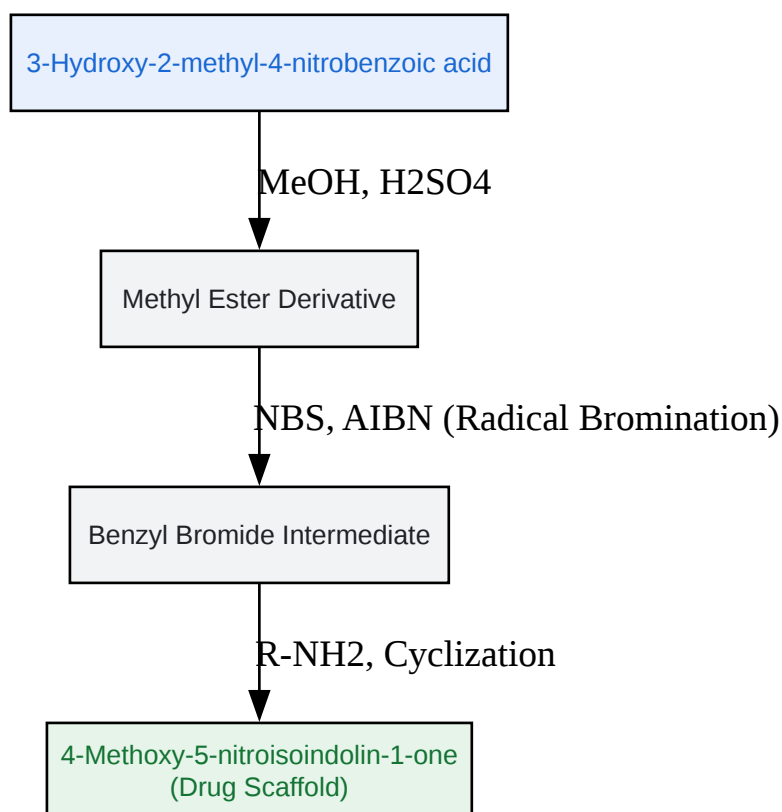 3-Hydroxy-2-methyl-4-nitrobenzoic acid
MeOH, H2SO4
Methyl Ester Derivative
NBS, AIBN (Radical Bromination)
Benzyl Bromide Intermediate
R-NH2, Cyclization
4-Methoxy-5-nitroisoindolin-1-one
(Drug Scaffold)